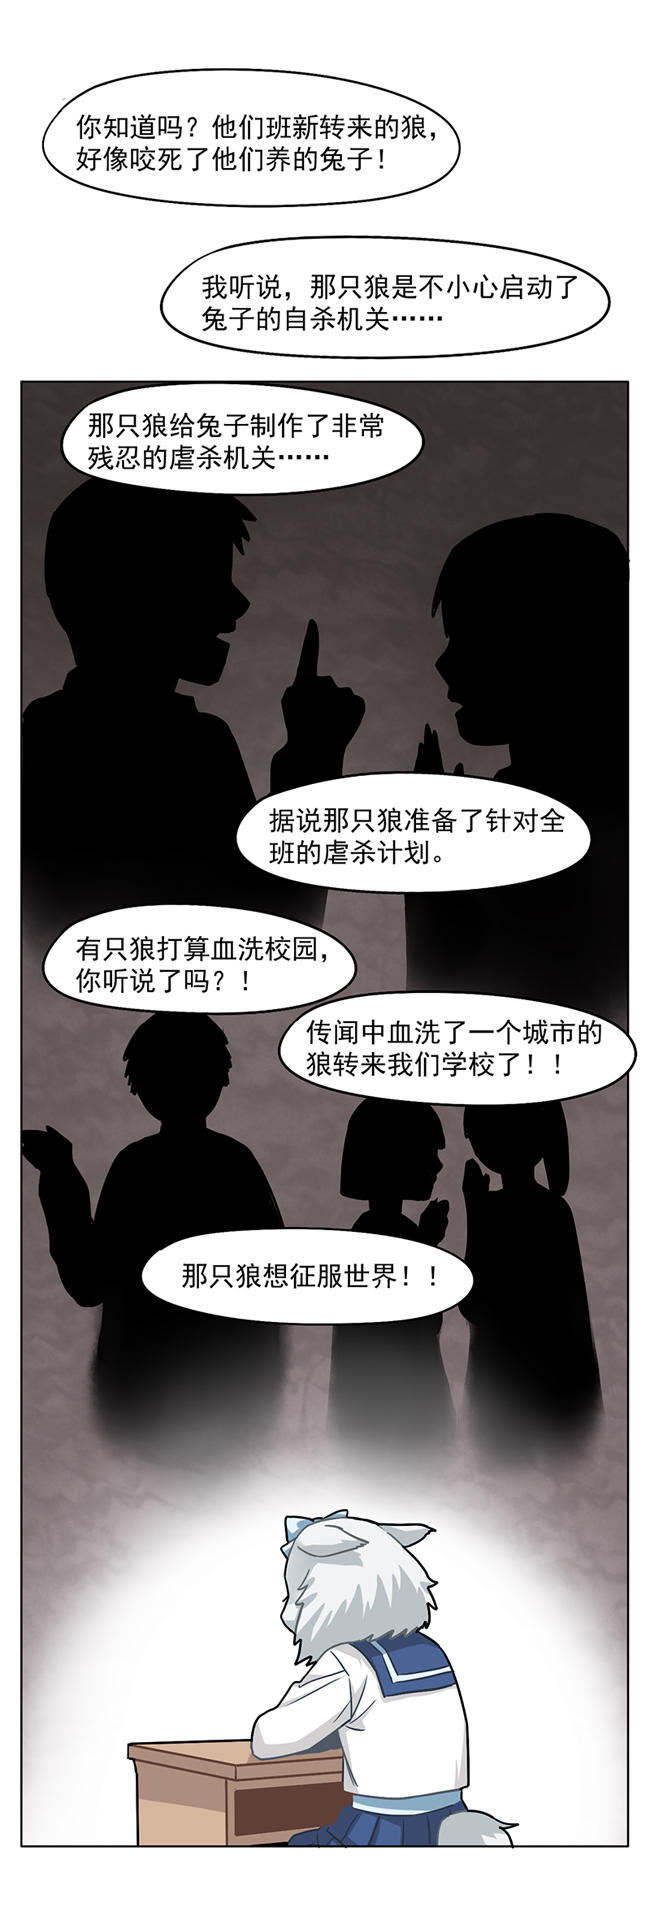 你知道吗？他们班新转来的狼，
好像咬死了他们养的兔子！
我听说，那只狼是不小心启动了
兔子的自杀机关……
那只狼给兔子制作了非常
残忍的虐杀机关……
据说那只狼准备了针对全
班的虐杀计划。
有只狼打算血洗校园，
你听说了吗？！
传闻中血洗了一个城市的
狼转来我们学校了！！
那只狼想征服世界！！